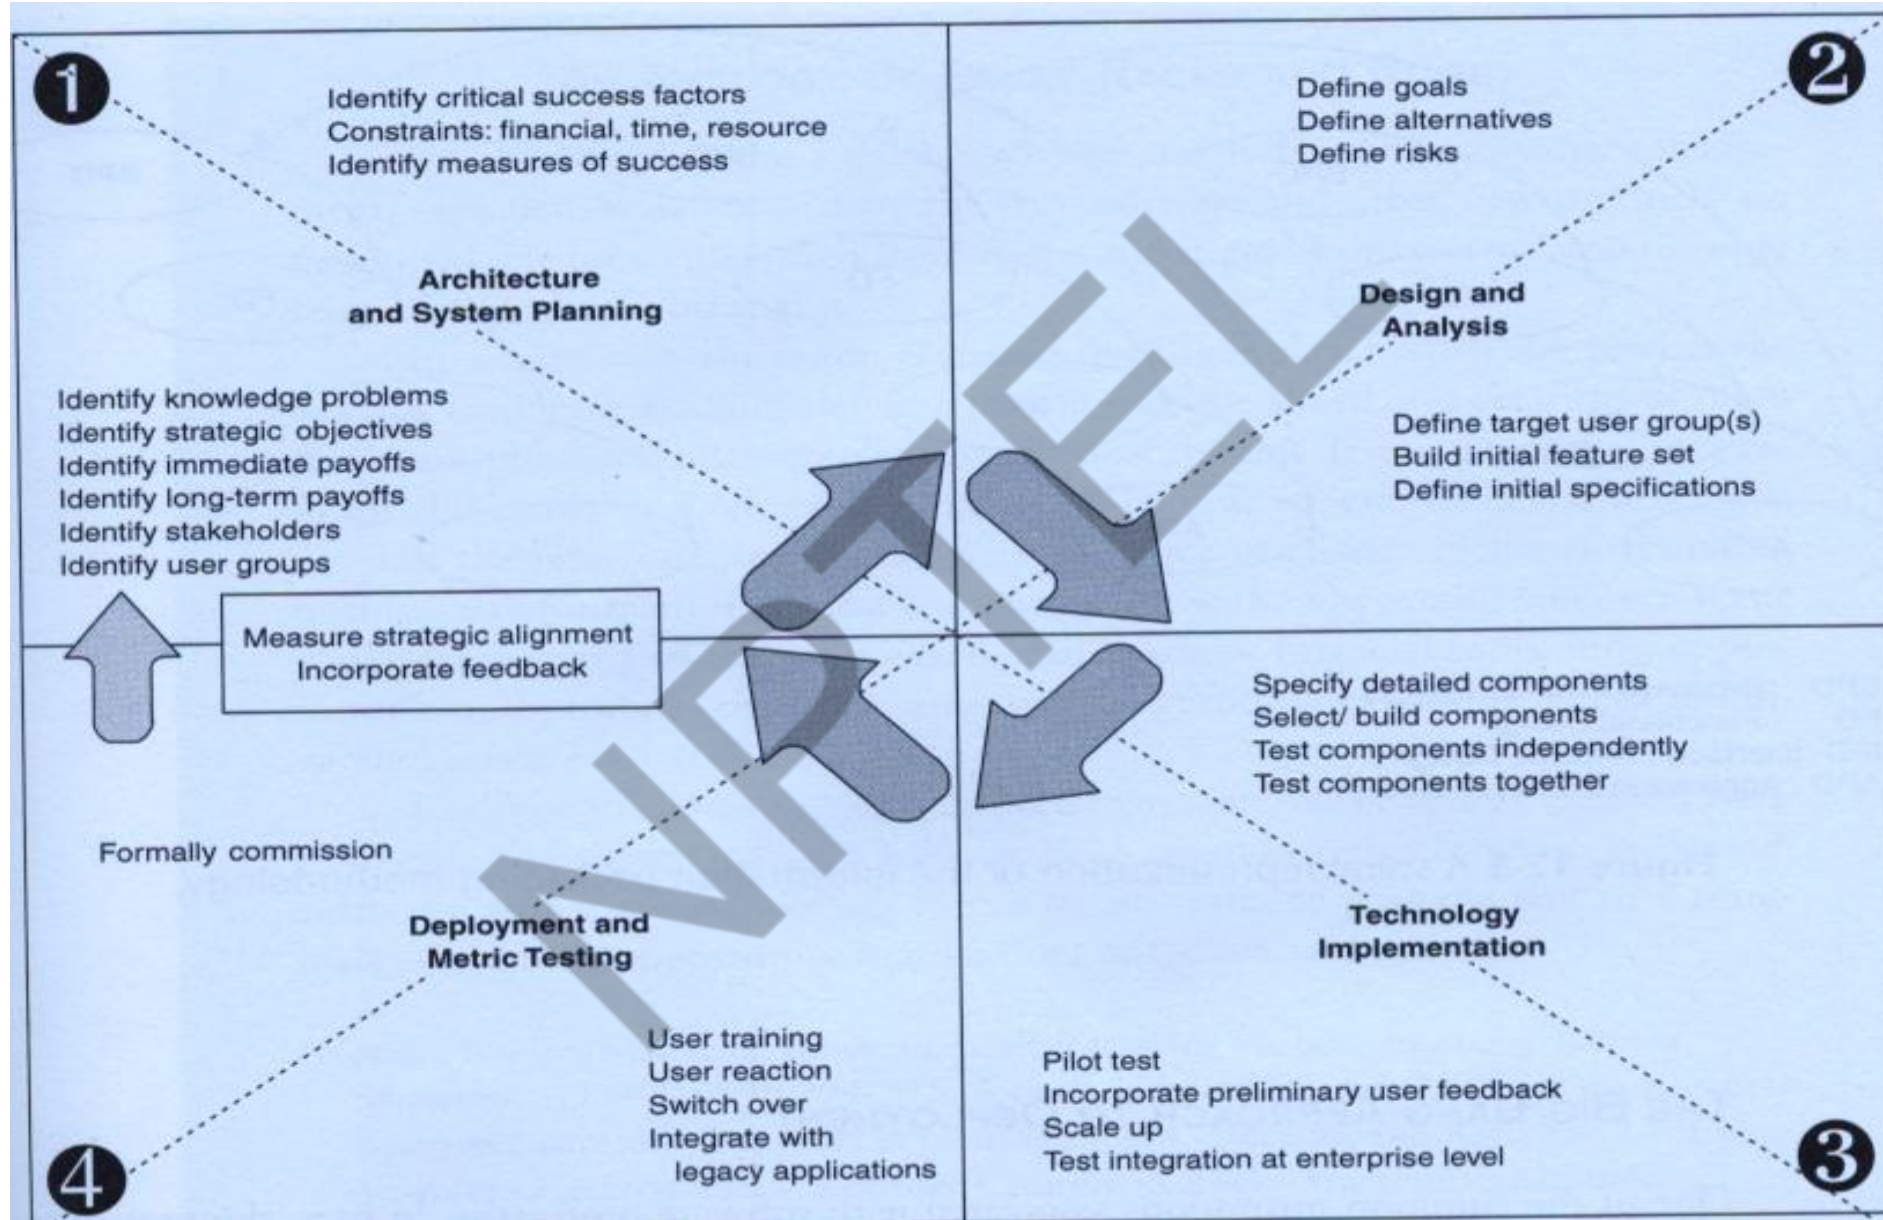 1
Identify critical success factors
Constraints: financial, time, resource
Identify measures of success
Architecture
and System Planning
Identify knowledge problems
Identify strategic objectives
Identify immediate payoffs
Identify long-term payoffs
Identify stakeholders
Identify user groups
2
Define goals
Define alternatives
Define risks
Design and
Analysis
Define target user group(s)
Build initial feature set
Define initial specifications
Measure strategic alignment
Incorporate feedback
Specify detailed components
Select/ build components
Test components independently
Test components together
Technology
Implementation
Pilot test
Incorporate preliminary user feedback
Scale up
Test integration at enterprise level
3
Formally commission
Deployment and
Metric Testing
User training
User reaction
Switch over
Integrate with
legacy applications
4
NPTEL